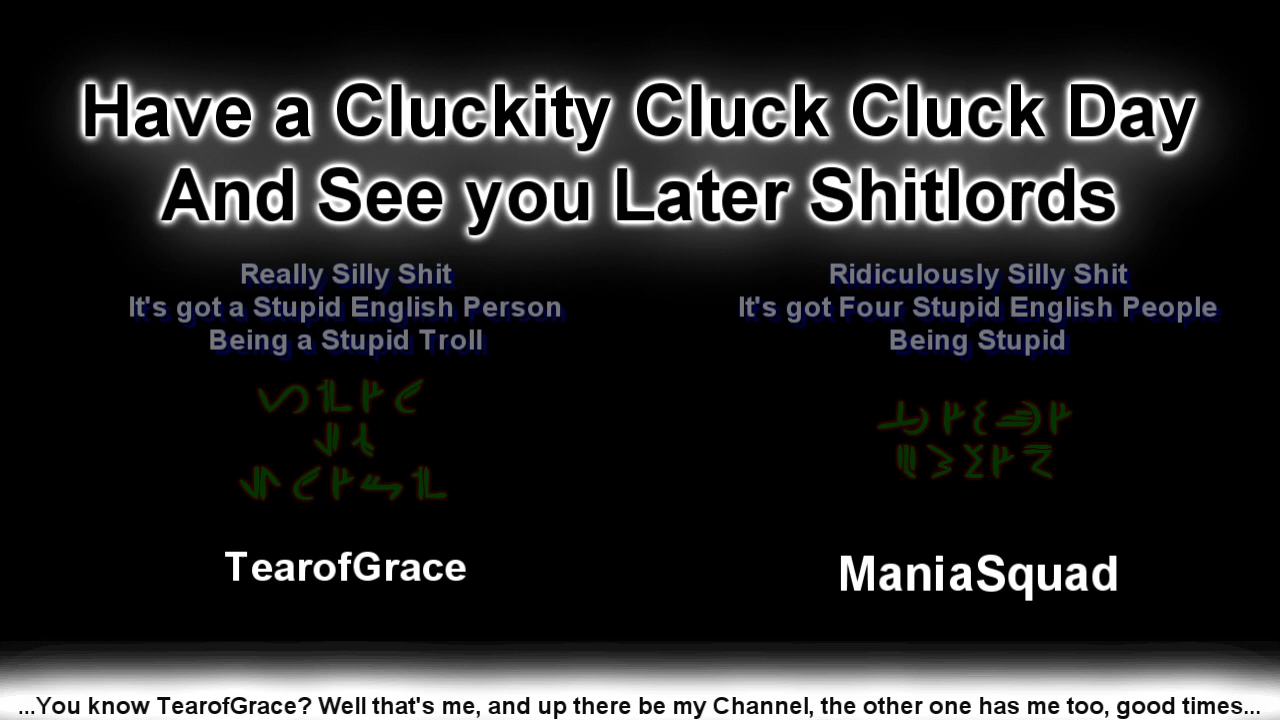 Have a Cluckity Cluck Cluck Day
And See you Later Shitlords
Really Silly Shit
It's got a Stupid English Person
Being a Stupid Troll
Ridiculously Silly Shit
It's got Four Stupid English People
Being Stupid
TearofGrace
ManiaSquad
...You know TearofGrace? Well that's me, and up there be my Channel, the other one has me too, good times...